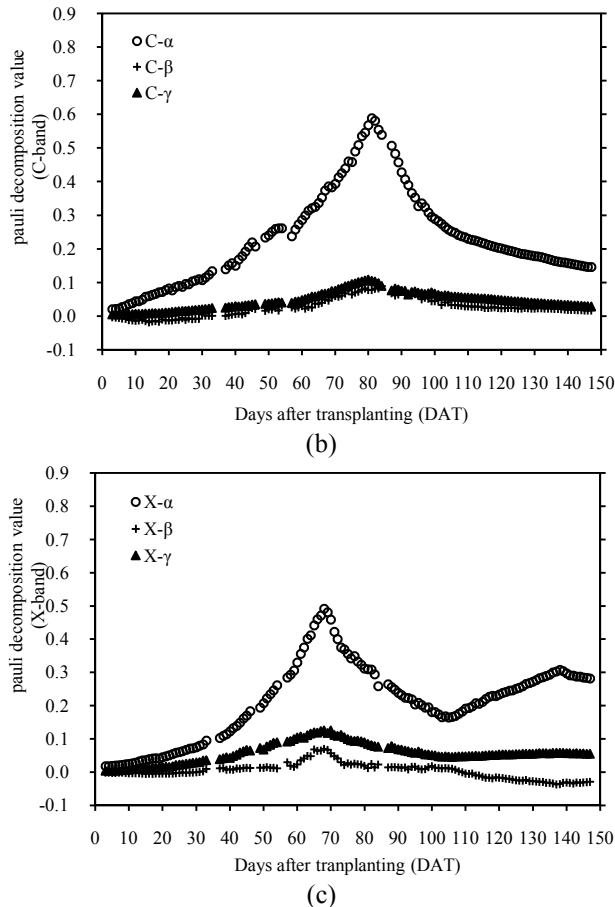 0.9
0.8
0.7
0.6
0.5
0.4
0.3
0.2
0.1
0.0
-0.1
pauli decomposition value
(C-band)
C-α
C-β
C-γ
0 10 20 30 40 50 60 70 80 90 100 110 120 130 140 150
Days after transplanting (DAT)
(b)
0.9
0.8
0.7
0.6
0.5
0.4
0.3
0.2
0.1
0.0
-0.1
pauli decomposition value
(X-band)
X-α
X-β
X-γ
0 10 20 30 40 50 60 70 80 90 100 110 120 130 140 150
Days after tranplanting (DAT)
(c)